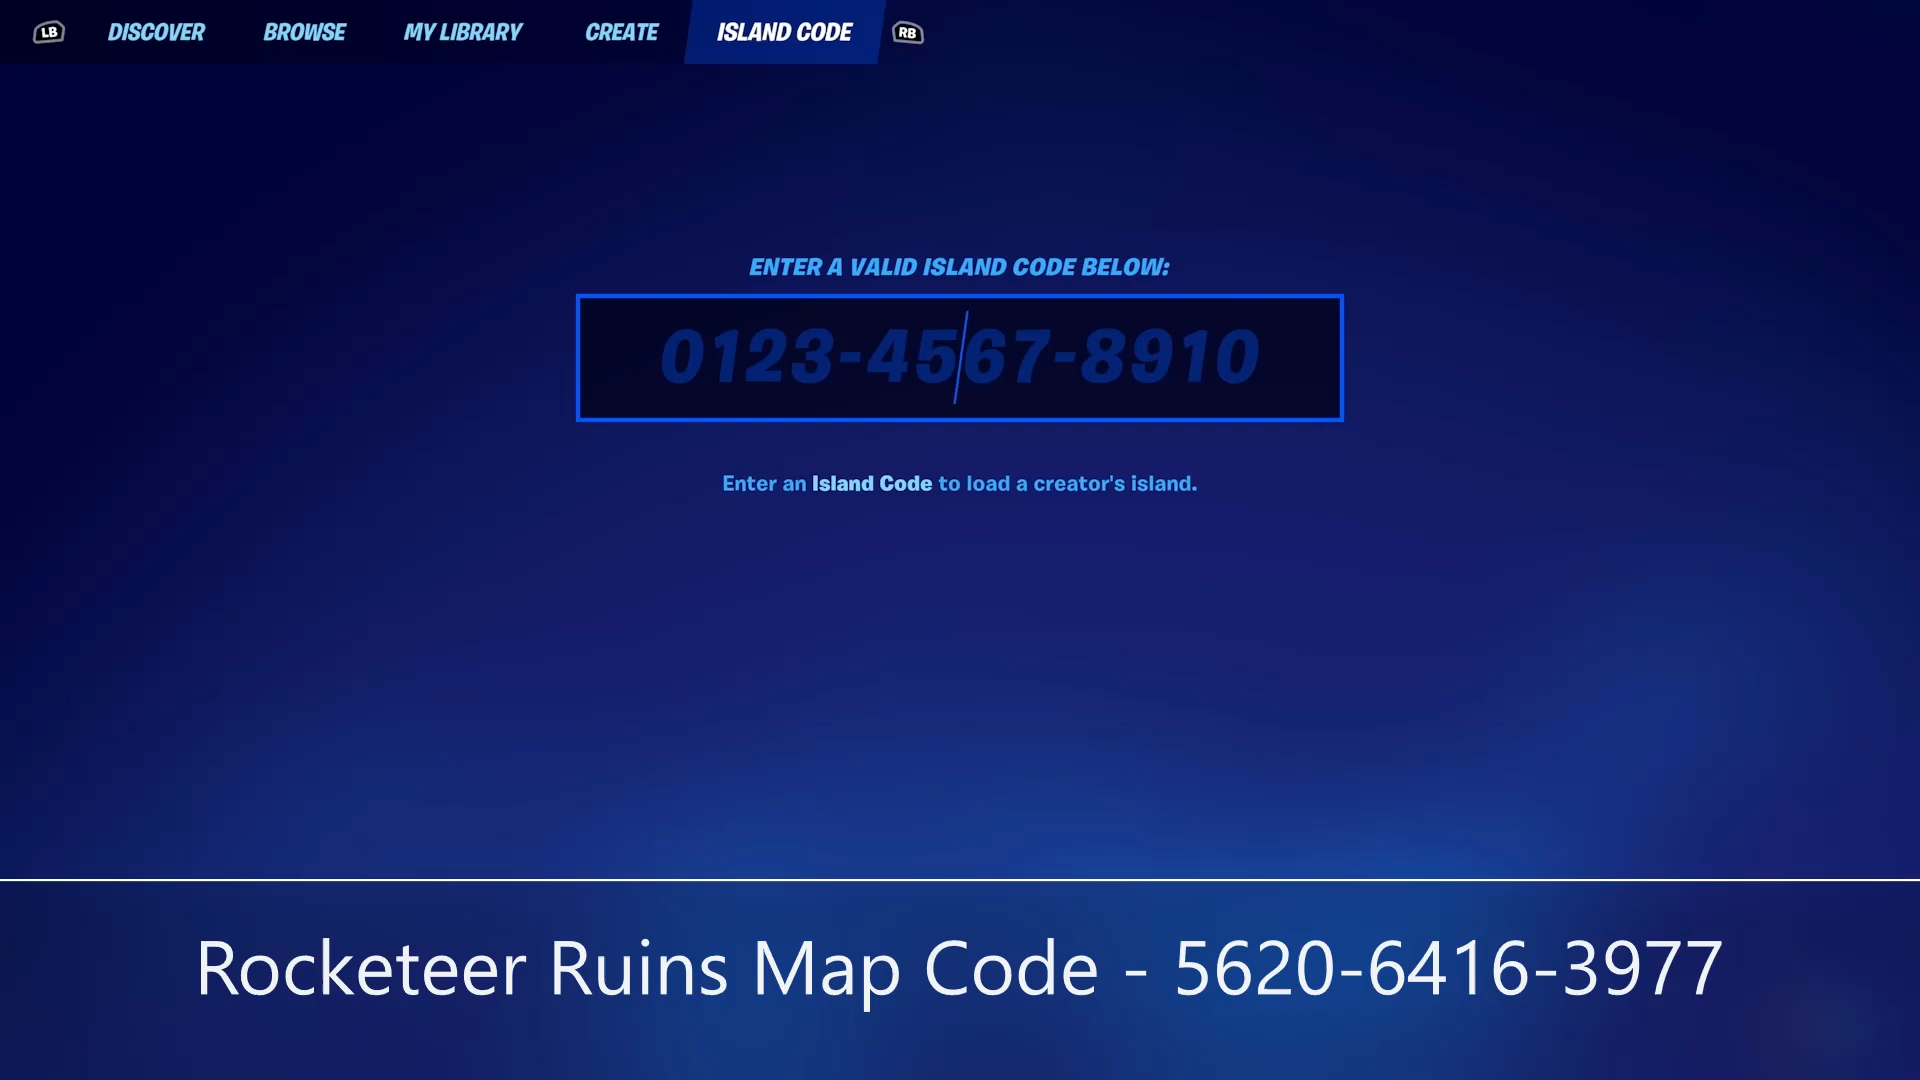 LB DISCOVER BROWSE MY LIBRARY CREATE ISLAND CODE RB
ENTER A VALID ISLAND CODE BELOW:
0123-4567-8910
Enter an Island Code to load a creator's island.
Rocketeer Ruins Map Code - 5620-6416-3977